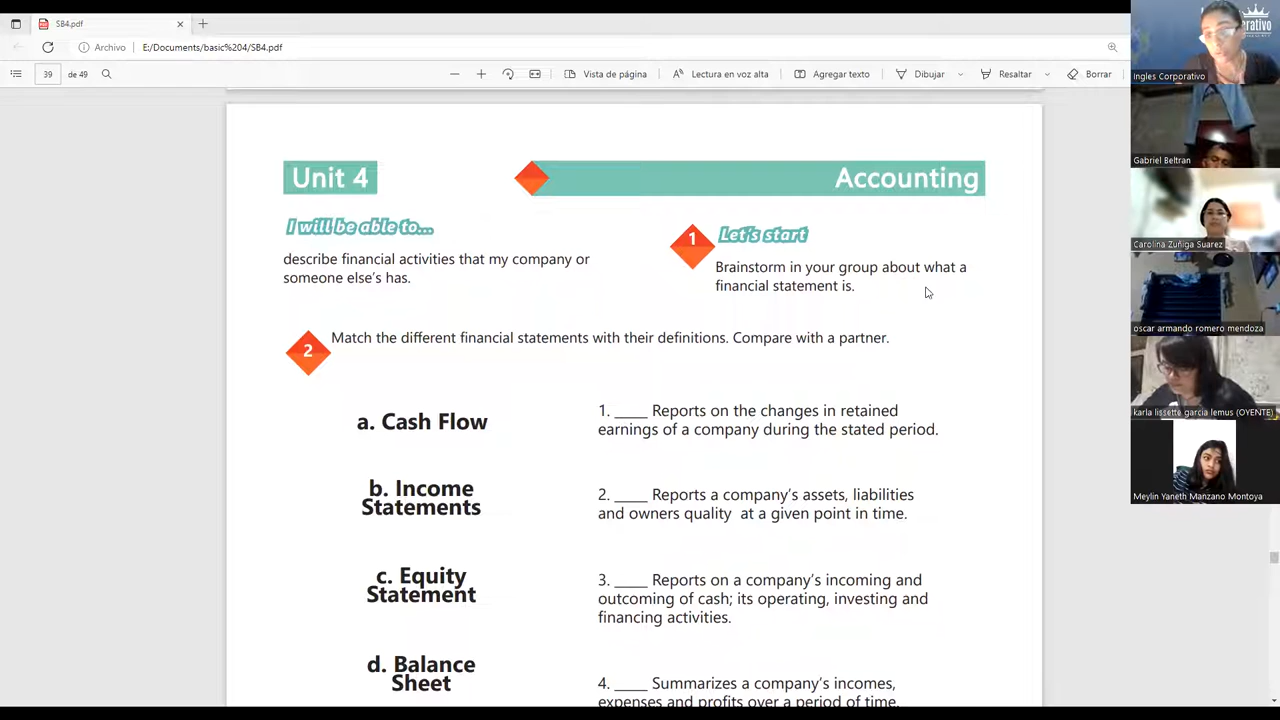 SB4.pdf
Archivo E:/Documents/basic%204/SB4.pdf
39 de 49 Vista de página Lectura en voz alta Agregar texto Dibujar Resaltar Borrar
Unit 4
Accounting
I will be able to...
describe financial activities that my company or
someone else's has.
1
Let's start
Brainstorm in your group about what a
financial statement is.
2
Match the different financial statements with their definitions. Compare with a partner.
a. Cash Flow
1. ____ Reports on the changes in retained
earnings of a company during the stated period.
b. Income
Statements
2. ____ Reports a company's assets, liabilities
and owners quality at a given point in time.
c. Equity
Statement
3. ____ Reports on a company's incoming and
outcoming of cash; its operating, investing and
financing activities.
d. Balance
Sheet
4. ____ Summarizes a company's incomes,
expenses and profits over a period of time.
Ingles Corporativo
Gabriel Beltran
Carolina Zuñiga Suarez
oscar armando romero mendoza
karla lissette garcia lemus (OYENTE)
Meylin Yaneth Manzano Montoya